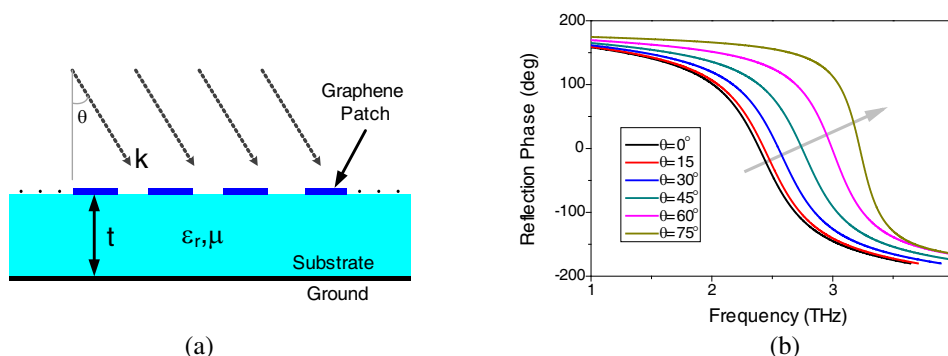 θ
k
Graphene
Patch
. . .
. . .
t
εr,μ
Substrate
Ground
(a)
Reflection Phase (deg)
200
100
0
-100
-200
θ=0°
θ=15
θ=30°
θ=45°
θ=60°
θ=75°
1
2
3
Frequency (THz)
(b)